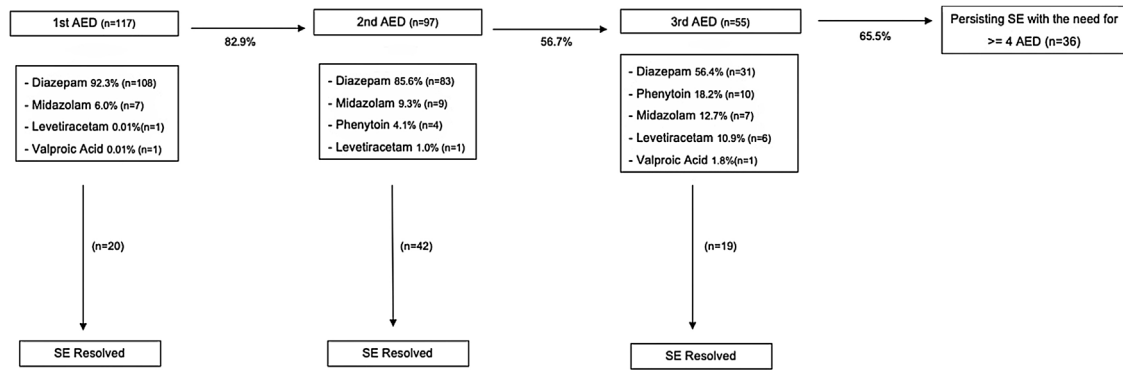 1st AED (n=117)
82.9%
2nd AED (n=97)
56.7%
3rd AED (n=55)
65.5%
Persisting SE with the need for
>= 4 AED (n=36)
- Diazepam 92.3% (n=108)
- Midazolam 6.0% (n=7)
- Levetiracetam 0.01%(n=1)
- Valproic Acid 0.01% (n=1)
- Diazepam 85.6% (n=83)
- Midazolam 9.3% (n=9)
- Phenytoin 4.1% (n=4)
- Levetiracetam 1.0% (n=1)
- Diazepam 56.4% (n=31)
- Phenytoin 18.2% (n=10)
- Midazolam 12.7% (n=7)
- Levetiracetam 10.9% (n=6)
- Valproic Acid 1.8%(n=1)
(n=20)
(n=42)
(n=19)
SE Resolved
SE Resolved
SE Resolved